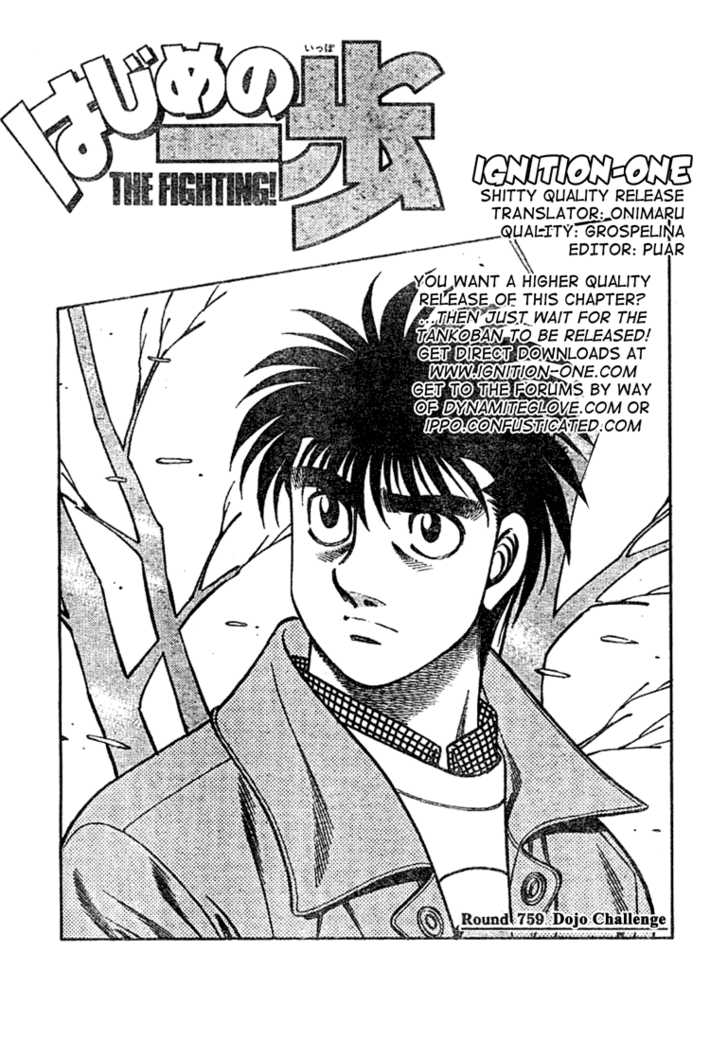 いっぽ
はじめの一歩
THE FIGHTING!
IGNITION-ONE
SHITTY QUALITY RELEASE
TRANSLATOR: ONIMARU
QUALITY: GROSPELINA
EDITOR: PUAR
YOU WANT A HIGHER QUALITY
RELEASE OF THIS CHAPTER?
...THEN JUST WAIT FOR THE
TANKOBAN TO BE RELEASED!
GET DIRECT DOWNLOADS AT
WWW.IGNITION-ONE.COM
GET TO THE FORUMS BY WAY
OF DYNAMITEGLOVE.COM OR
IPPO.CONFUSTICATED.COM
Round 759 Dojo Challenge